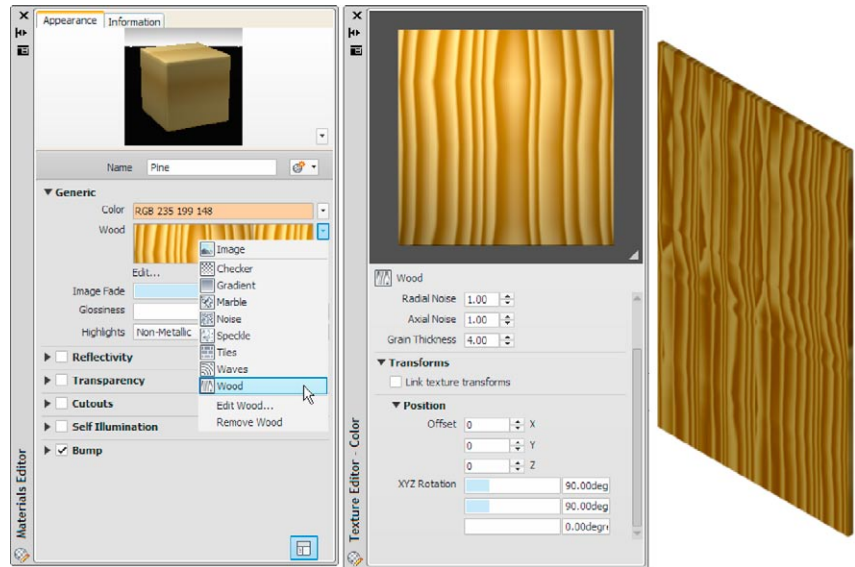 Appearance
Information
Name Pine
Generic
Color RGB 235 199 148
Wood
Image
Edit...
Checker
Gradient
Image Fade
Marble
Glossiness
Noise
Highlights Non-Metallic
Speckle
Tiles
Reflectivity
Waves
Transparency
Wood
Cutouts
Edit Wood...
Self Illumination
Remove Wood
Bump
Materials Editor
Wood
Radial Noise 1.00
Axial Noise 1.00
Grain Thickness 4.00
Transforms
Link texture transforms
Position
Offset 0 X
0 Y
0 Z
XYZ Rotation 90.00deg
90.00deg
0.00degr
Texture Editor - Color